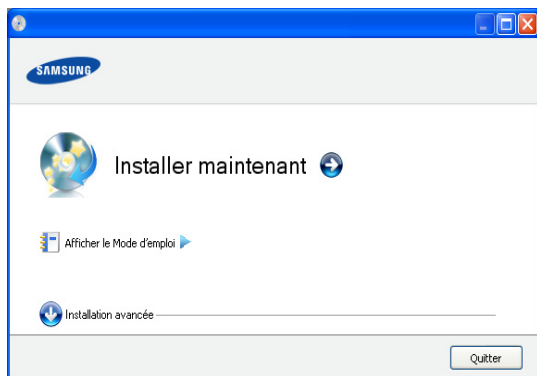 SAMSUNG
Installer maintenant
Afficher le Mode d'emploi
Installation avancée
Quitter